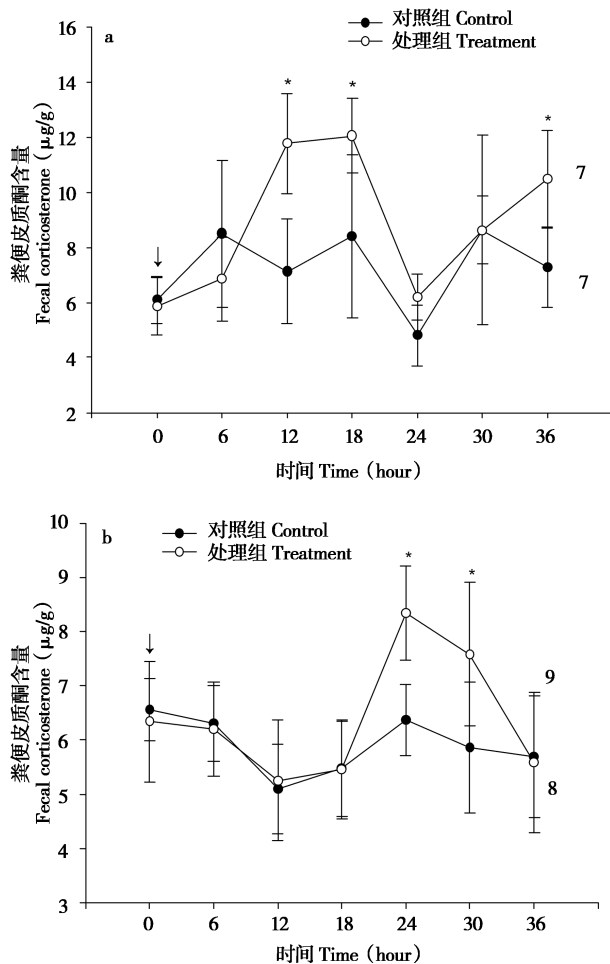 a
对照组 Control
处理组 Treatment
16
14
12
10
8
6
4
2
粪便皮质酮含量
Fecal corticosterone (μg/g)
* * *
↓
7
7
0 6 12 18 24 30 36
时间 Time (hour)
b
对照组 Control
处理组 Treatment
10
9
8
7
6
5
4
3
粪便皮质酮含量
Fecal corticosterone (μg/g)
* *
↓
9
8
0 6 12 18 24 30 36
时间 Time (hour)